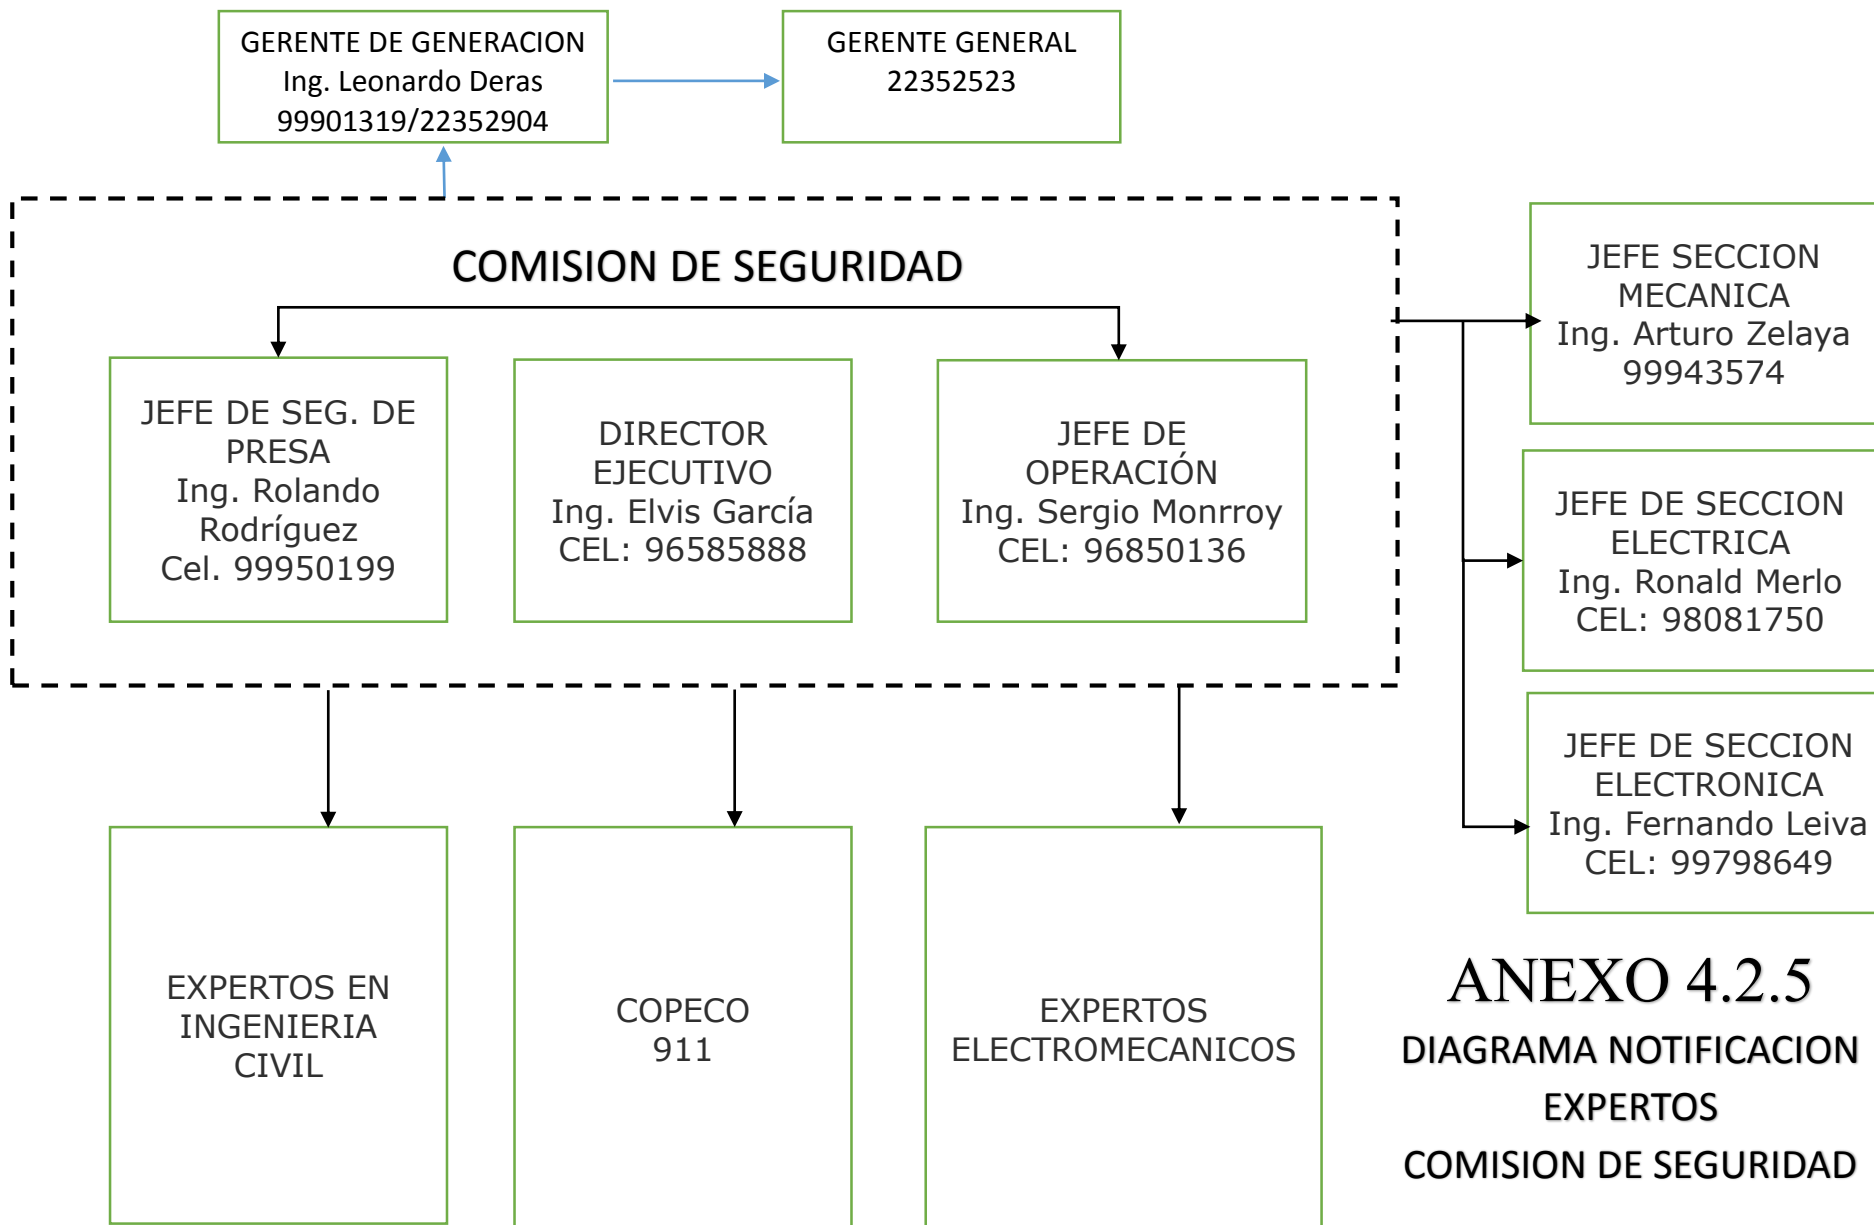 GERENTE DE GENERACION
Ing. Leonardo Deras
99901319/22352904
GERENTE GENERAL
22352523
COMISION DE SEGURIDAD
JEFE DE SEG. DE
PRESA
Ing. Rolando
Rodríguez
Cel. 99950199
DIRECTOR
EJECUTIVO
Ing. Elvis García
CEL: 96585888
JEFE DE
OPERACIÓN
Ing. Sergio Monrroy
CEL: 96850136
JEFE SECCION
MECANICA
Ing. Arturo Zelaya
99943574
JEFE DE SECCION
ELECTRICA
Ing. Ronald Merlo
CEL: 98081750
JEFE DE SECCION
ELECTRONICA
Ing. Fernando Leiva
CEL: 99798649
EXPERTOS EN
INGENIERIA
CIVIL
COPECO
911
EXPERTOS
ELECTROMECANICOS
ANEXO 4.2.5
DIAGRAMA NOTIFICACION
EXPERTOS
COMISION DE SEGURIDAD